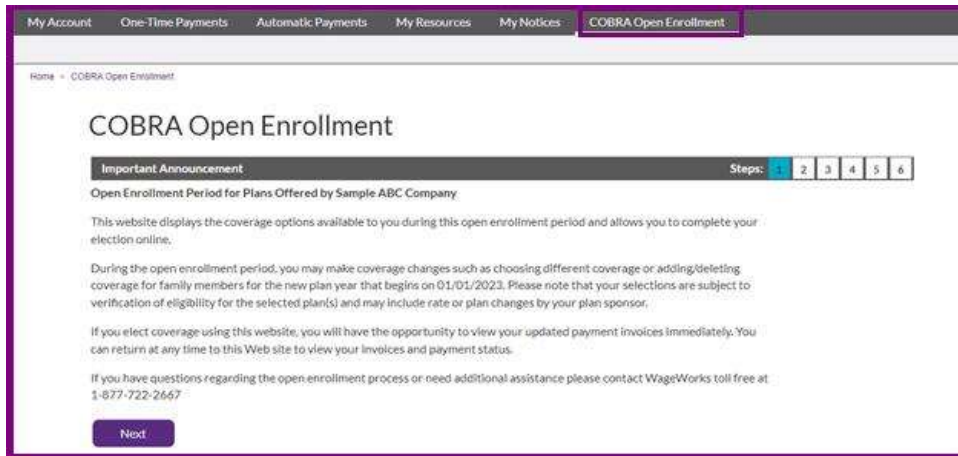 My Account One-Time Payments Automatic Payments My Resources My Notices COBRA Open Enrollment
Home » COBRA Open Enrollment
COBRA Open Enrollment
Important Announcement Steps: 1 2 3 4 5 6
Open Enrollment Period for Plans Offered by Sample ABC Company
This website displays the coverage options available to you during this open enrollment period and allows you to complete your
election online.
During the open enrollment period, you may make coverage changes such as choosing different coverage or adding/deleting
coverage for family members for the new plan year that begins on 01/01/2023. Please note that your selections are subject to
verification of eligibility for the selected plan(s) and may include rate or plan changes by your plan sponsor.
If you elect coverage using this website, you will have the opportunity to view your updated payment invoices immediately. You
can return at any time to this Web site to view your invoices and payment status.
If you have questions regarding the open enrollment process or need additional assistance please contact WageWorks toll free at
1-877-722-2667
Next